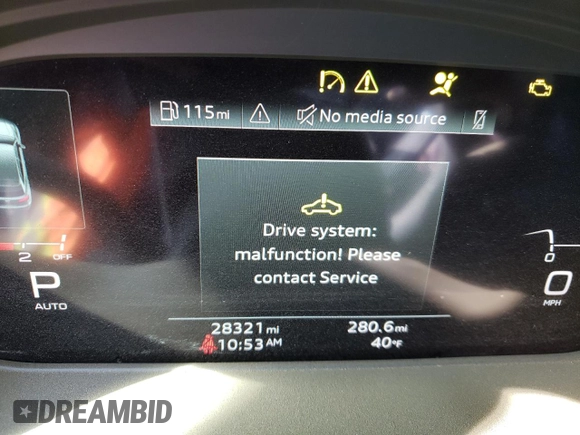 115mi
No media source
Drive system:
malfunction! Please
contact Service
2 OFF
0
P
AUTO
0
MPH
28321mi
280.6mi
10:53AM
40°F
DREAMBID